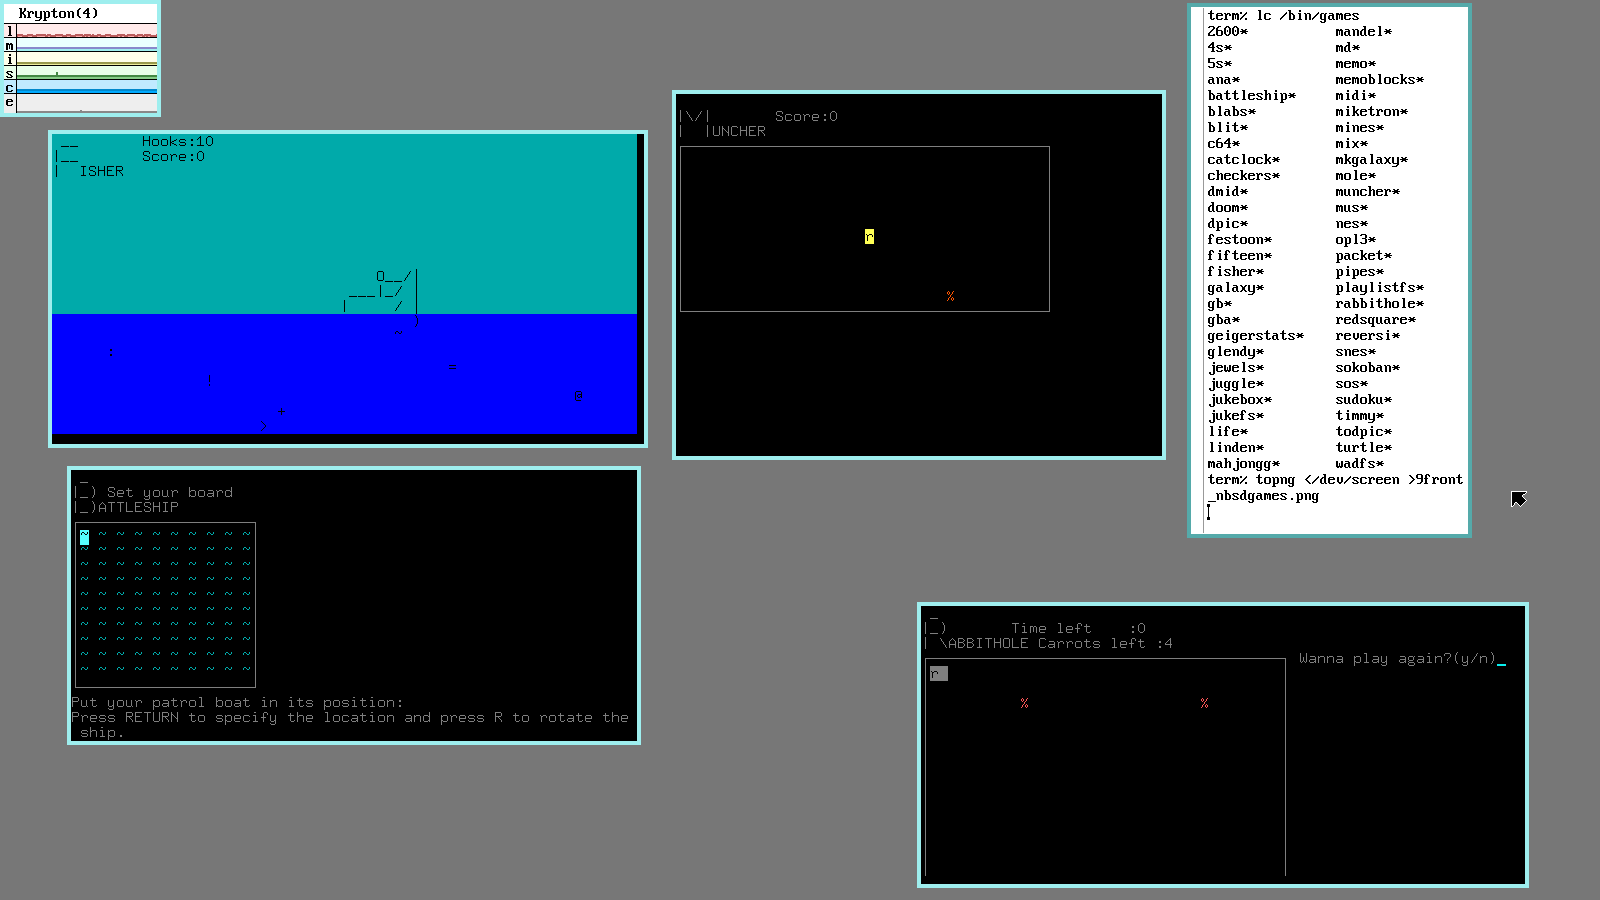 Krypton(4)
l
m
i
s
c
e
Hooks:10
Score:0
ISHER
Score:0
UNCHER
term% lc /bin/games
2600* mandel*
4s* md*
5s* memo*
ana* memoblocks*
battleship* midi*
blabs* miketron*
blit* mines*
c64* mix*
catclock* mkgalaxy*
checkers* mole*
dmid* muncher*
doom* mus*
dpic* nes*
festoon* opl3*
fifteen* packet*
fisher* pipes*
galaxy* playlistfs*
gb* rabbithole*
gba* redsquare*
geigerstats* reversi*
glendy* snes*
jewels* sokoban*
juggle* sos*
jukebox* sudoku*
jukefs* timmy*
life* todpic*
linden* turtle*
mahjongg* wadfs*
term% topng </dev/screen >9front
_nbsdgames.png
Set your board
ATTLESHIP
~ ~ ~ ~ ~ ~ ~ ~ ~ ~
~ ~ ~ ~ ~ ~ ~ ~ ~ ~
~ ~ ~ ~ ~ ~ ~ ~ ~ ~
~ ~ ~ ~ ~ ~ ~ ~ ~ ~
~ ~ ~ ~ ~ ~ ~ ~ ~ ~
~ ~ ~ ~ ~ ~ ~ ~ ~ ~
~ ~ ~ ~ ~ ~ ~ ~ ~ ~
~ ~ ~ ~ ~ ~ ~ ~ ~ ~
~ ~ ~ ~ ~ ~ ~ ~ ~ ~
~ ~ ~ ~ ~ ~ ~ ~ ~ ~
Put your patrol boat in its position:
Press RETURN to specify the location and press R to rotate the
ship.
Time left :0
ABBITHOLE Carrots left :4
Wanna play again?(y/n)_
r
% %
r
%